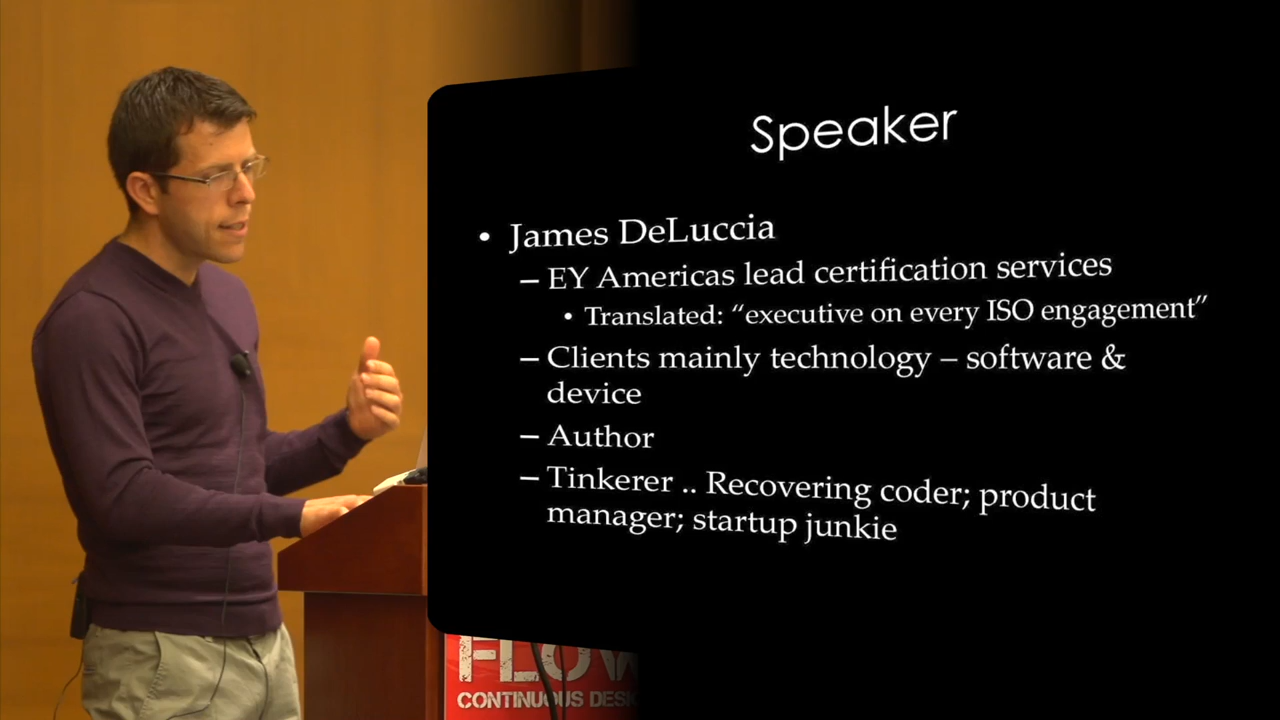 Speaker
• James DeLuccia
– EY Americas lead certification services
• Translated: “executive on every ISO engagement”
– Clients mainly technology – software &
device
– Author
– Tinkerer .. Recovering coder; product
manager; startup junkie
FLOW
CONTINUOUS